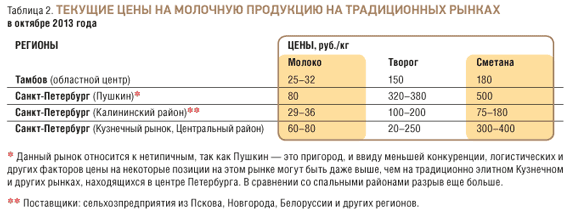 Таблица 2. ТЕКУЩИЕ ЦЕНЫ НА МОЛОЧНУЮ ПРОДУКЦИЮ НА ТРАДИЦИОННЫХ РЫНКАХ
в октябре 2013 года
РЕГИОНЫ ЦЕНЫ, руб./кг
Молоко Творог Сметана
Тамбов (областной центр) 25–32 150 180
Санкт-Петербург (Пушкин)* 80 320–380 500
Санкт-Петербург (Калининский район)** 29–36 100–200 75–180
Санкт-Петербург (Кузнечный рынок, Центральный район) 60–80 20–250 300–400
* Данный рынок относится к нетипичным, так как Пушкин — это пригород, и ввиду меньшей конкуренции, логистических и
других факторов цены на некоторые позиции на этом рынке могут быть даже выше, чем на традиционно элитном Кузнечном
и других рынках, находящихся в центре Петербурга. В сравнении со спальными районами разрыв еще больше.
** Поставщики: сельхозпредприятия из Пскова, Новгорода, Белоруссии и других регионов.